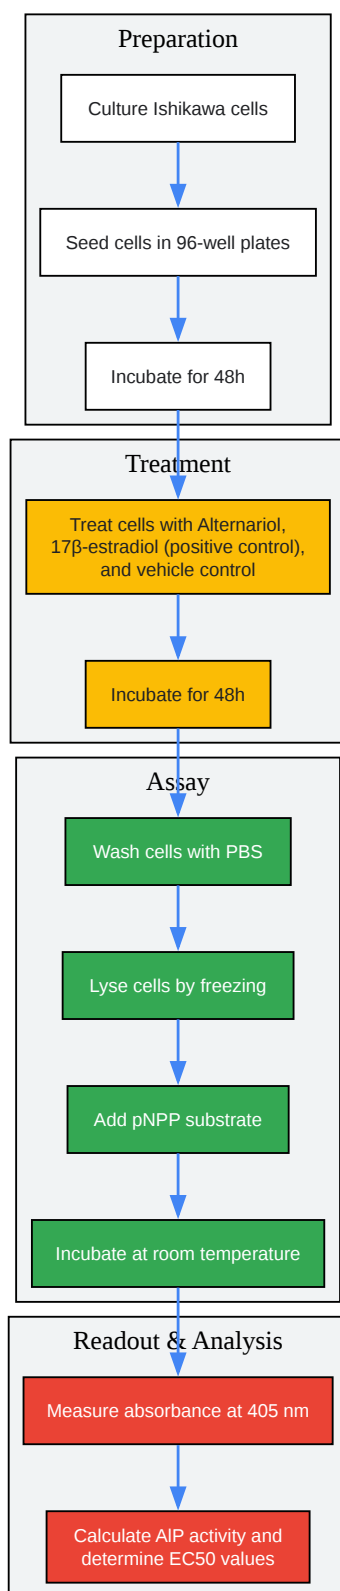 Preparation
Culture Ishikawa cells
Seed cells in 96-well plates
Incubate for 48h
Treatment
Treat cells with Alternariol,
17β-estradiol (positive control),
and vehicle control
Incubate for 48h
Assay
Wash cells with PBS
Lyse cells by freezing
Add pNPP substrate
Incubate at room temperature
Readout & Analysis
Measure absorbance at 405 nm
Calculate AlP activity and
determine EC50 values